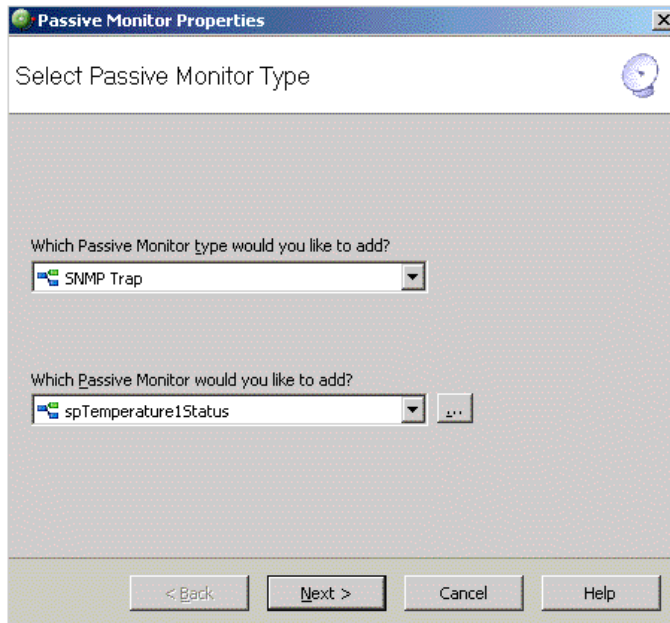 Passive Monitor Properties
Select Passive Monitor Type
Which Passive Monitor type would you like to add?
SNMP Trap
Which Passive Monitor would you like to add?
spTemperature1Status
...
< Back
Next >
Cancel
Help